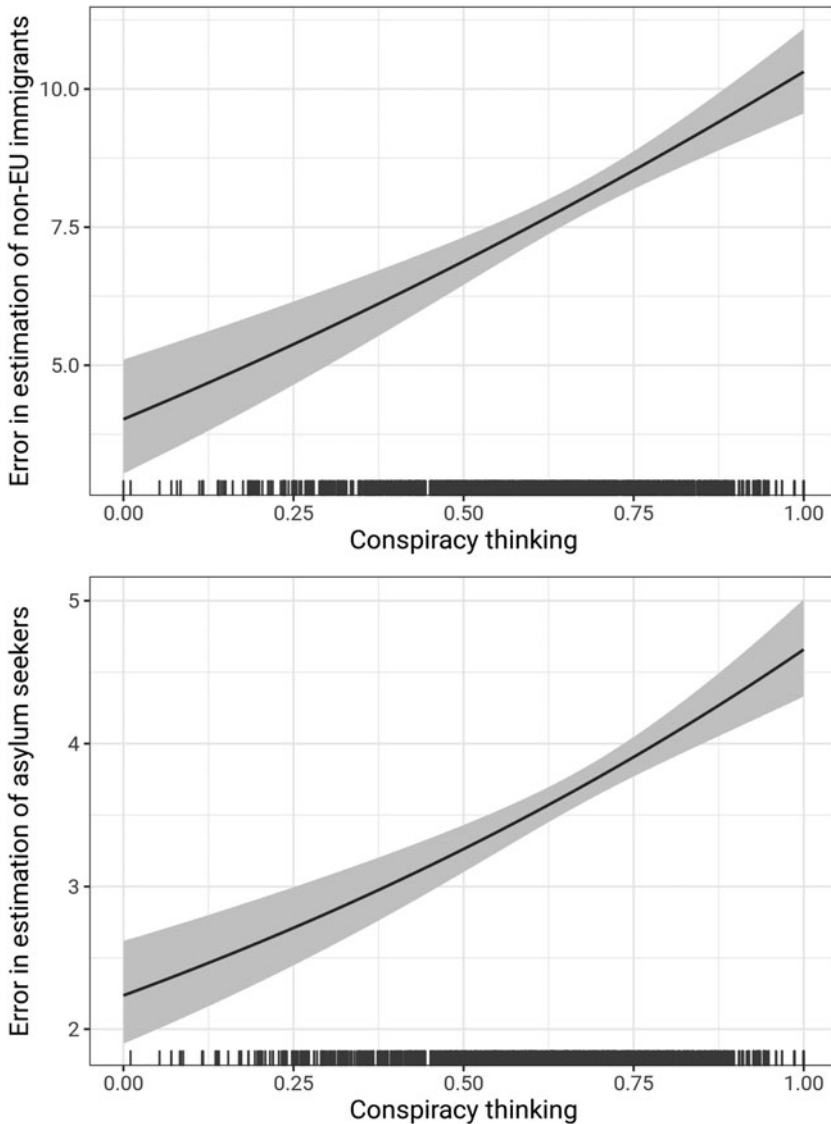 Error in estimation of non-EU immigrants
10.0
7.5
5.0
0.00 0.25 0.50 0.75 1.00
Conspiracy thinking
Error in estimation of asylum seekers
5
4
3
2
0.00 0.25 0.50 0.75 1.00
Conspiracy thinking